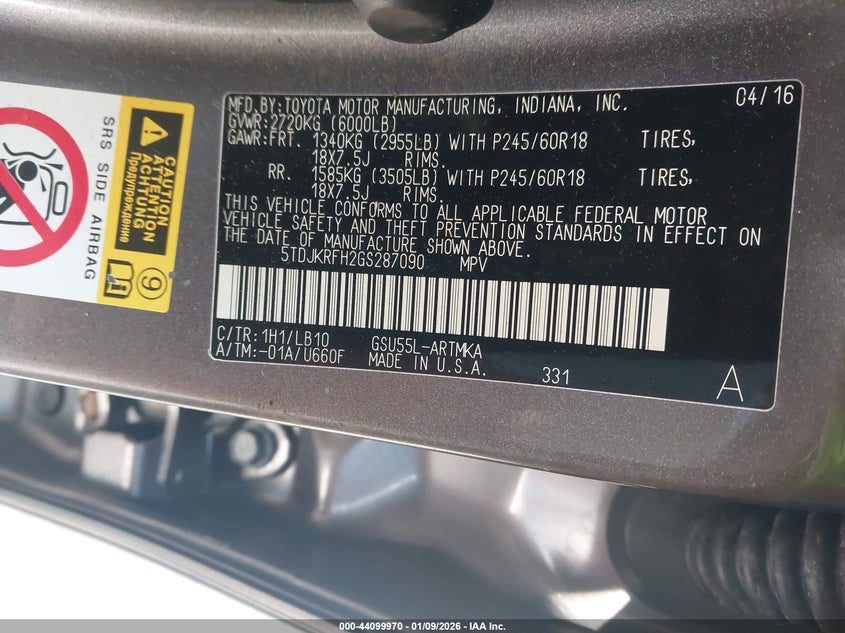 MFD.BY:TOYOTA MOTOR MANUFACTURING, INDIANA, INC. 04/16
GVWR:2720KG (6000LB)
GAWR:FRT. 1340KG (2955LB) WITH P245/60R18 TIRES,
18X7.5J RIMS.
RR. 1585KG (3505LB) WITH P245/60R18 TIRES,
18X7.5J RIMS.
THIS VEHICLE CONFORMS TO ALL APPLICABLE FEDERAL MOTOR
VEHICLE SAFETY AND THEFT PREVENTION STANDARDS IN EFFECT ON
THE DATE OF MANUFACTURE SHOWN ABOVE.
5TDJKRFH2GS287090 MPV
C/TR:1H1/LB10 GSU55L-ARTMKA
A/TM:-01A/U660F MADE IN U.S.A. 331 A
SRS SIDE AIRBAG
CAUTION
ATTENTION
ACHTUNG
Предупреждение
9
000-44099970 - 01/09/2026 - IAA Inc.